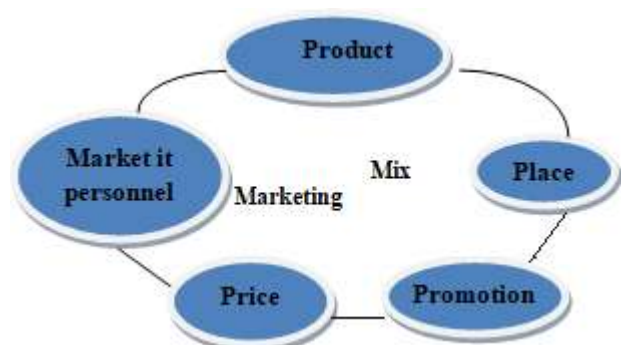 Product
Market it
personnel
Mix
Place
Marketing
Price
Promotion